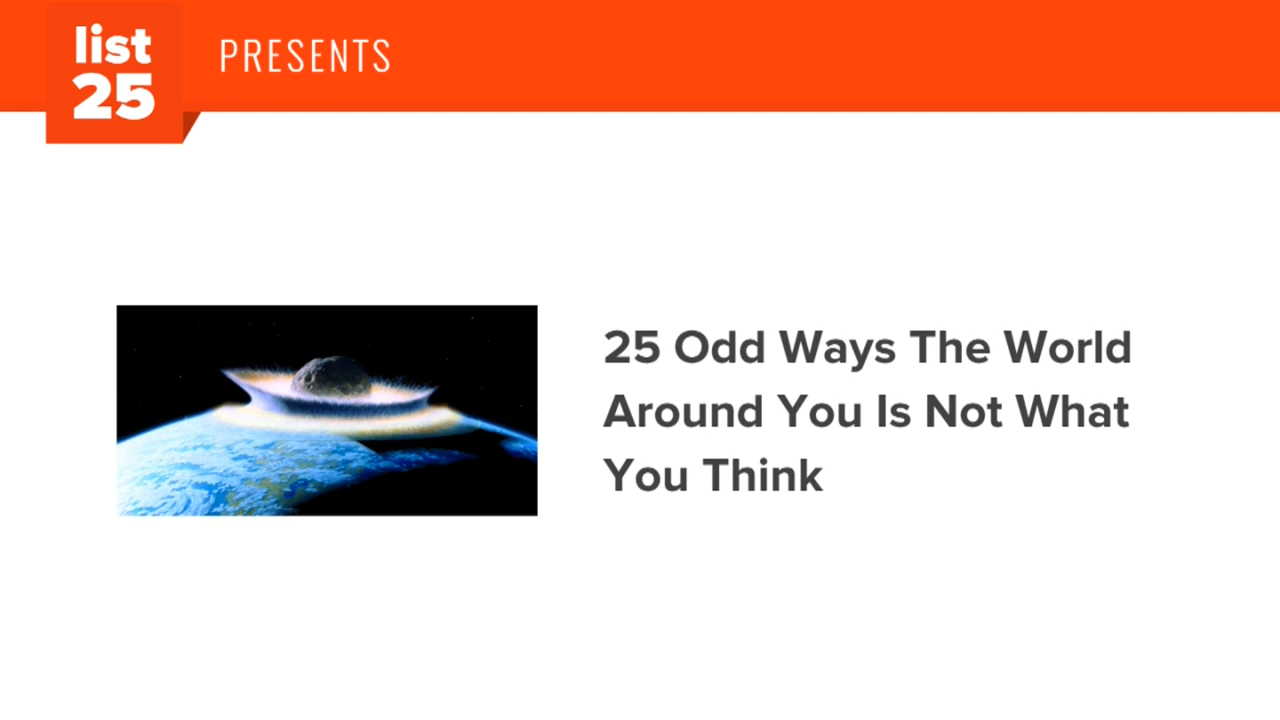 list
25
PRESENTS
25 Odd Ways The World
Around You Is Not What
You Think